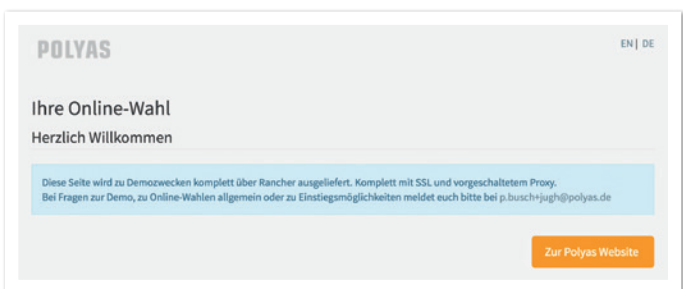 POLYAS
EN| DE
Ihre Online-Wahl
Herzlich Willkommen
Diese Seite wird zu Demozwecken komplett über Rancher ausgeliefert. Komplett mit SSL und vorgeschaltetem Proxy.
Bei Fragen zur Demo, zu Online-Wahlen allgemein oder zu Einstiegsmöglichkeiten meldet euch bitte bei p.busch+jugh@polyas.de
Zur Polyas Website